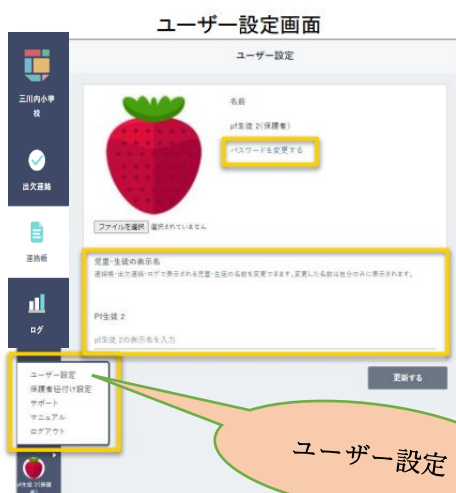 ユーザー設定画面
ユーザー設定
三川内小学
校
出欠連絡
連絡帳
ログ
名前
pf生徒 2(保護者)
パスワードを変更する
ファイルを選択 選択されていません
児童・生徒の表示名
連絡帳・出欠連絡・ログで表示される児童・生徒の名前を変更できます。変更した名前は自分のみに表示されます。
Pf生徒 2
pf生徒 2の表示名を入力
更新する
ユーザー設定
保護者紐付け設定
サポート
マニュアル
ログアウト
pf生徒 2(保護
者)
ユーザー設定